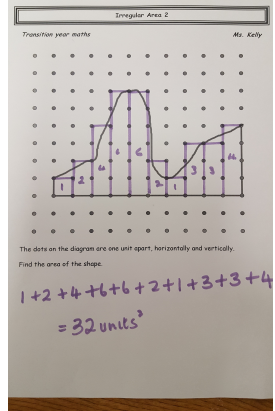 Irregular Area 2
Transition year maths Ms. Kelly
1 2 4 6 6 2 1 3 3 4
The dots on the diagram are one unit apart, horizontally and vertically.
Find the area of the shape.
1+2+4+6+6+2+1+3+3+4
= 32 units²